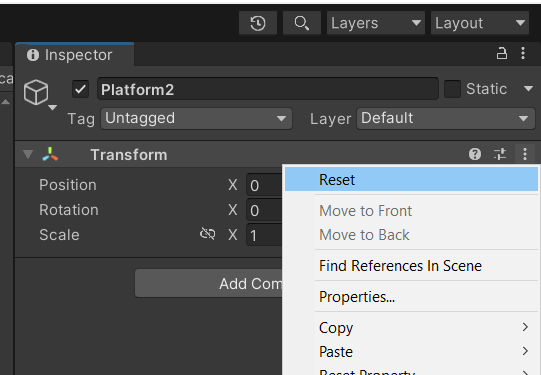 Layers Layout
ca
Inspector
Platform2 Static
Tag Untagged Layer Default
Transform
Reset
Position X 0
Move to Front
Rotation X 0
Move to Back
Scale X 1
Find References In Scene
Add Com
Properties...
Copy
Paste
Reset Property